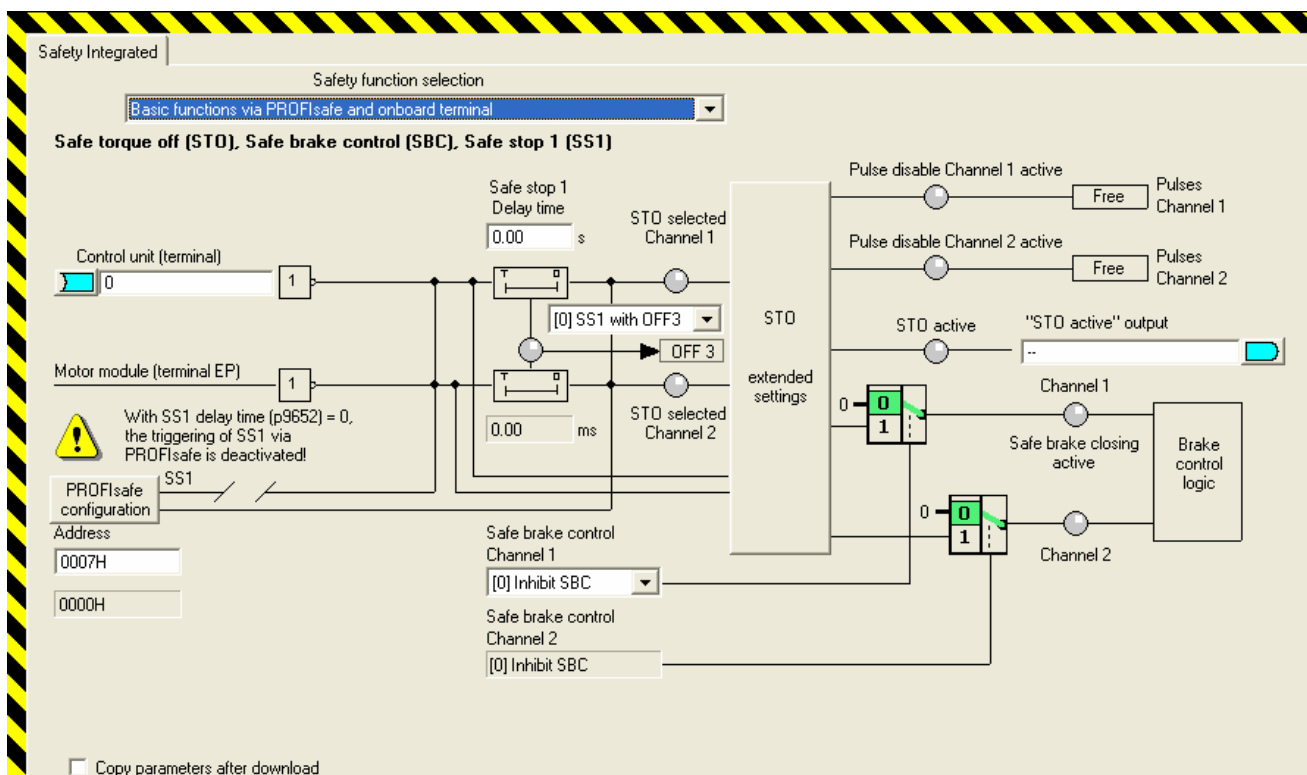 Safety Integrated
Safety function selection
Basic functions via PROFIsafe and onboard terminal
Safe torque off (STO), Safe brake control (SBC), Safe stop 1 (SS1)
Safe stop 1
Delay time
0.00 s
STO selected
Channel 1
Control unit (terminal)
0
1
T 0
[0] SS1 with OFF3
OFF 3
Motor module (terminal EP)
1
T 0
With SS1 delay time (p9652) = 0,
the triggering of SS1 via
PROFIsafe is deactivated!
0.00 ms
STO selected
Channel 2
SS1
PROFIsafe
configuration
Address
0007H
0000H
STO
extended
settings
Pulse disable Channel 1 active
Free
Pulses
Channel 1
Pulse disable Channel 2 active
Free
Pulses
Channel 2
STO active
"STO active" output
--
0
0
1
Channel 1
Safe brake closing
active
Brake
control
logic
0
0
1
Channel 2
Safe brake control
Channel 1
[0] Inhibit SBC
Safe brake control
Channel 2
[0] Inhibit SBC
Copy parameters after download